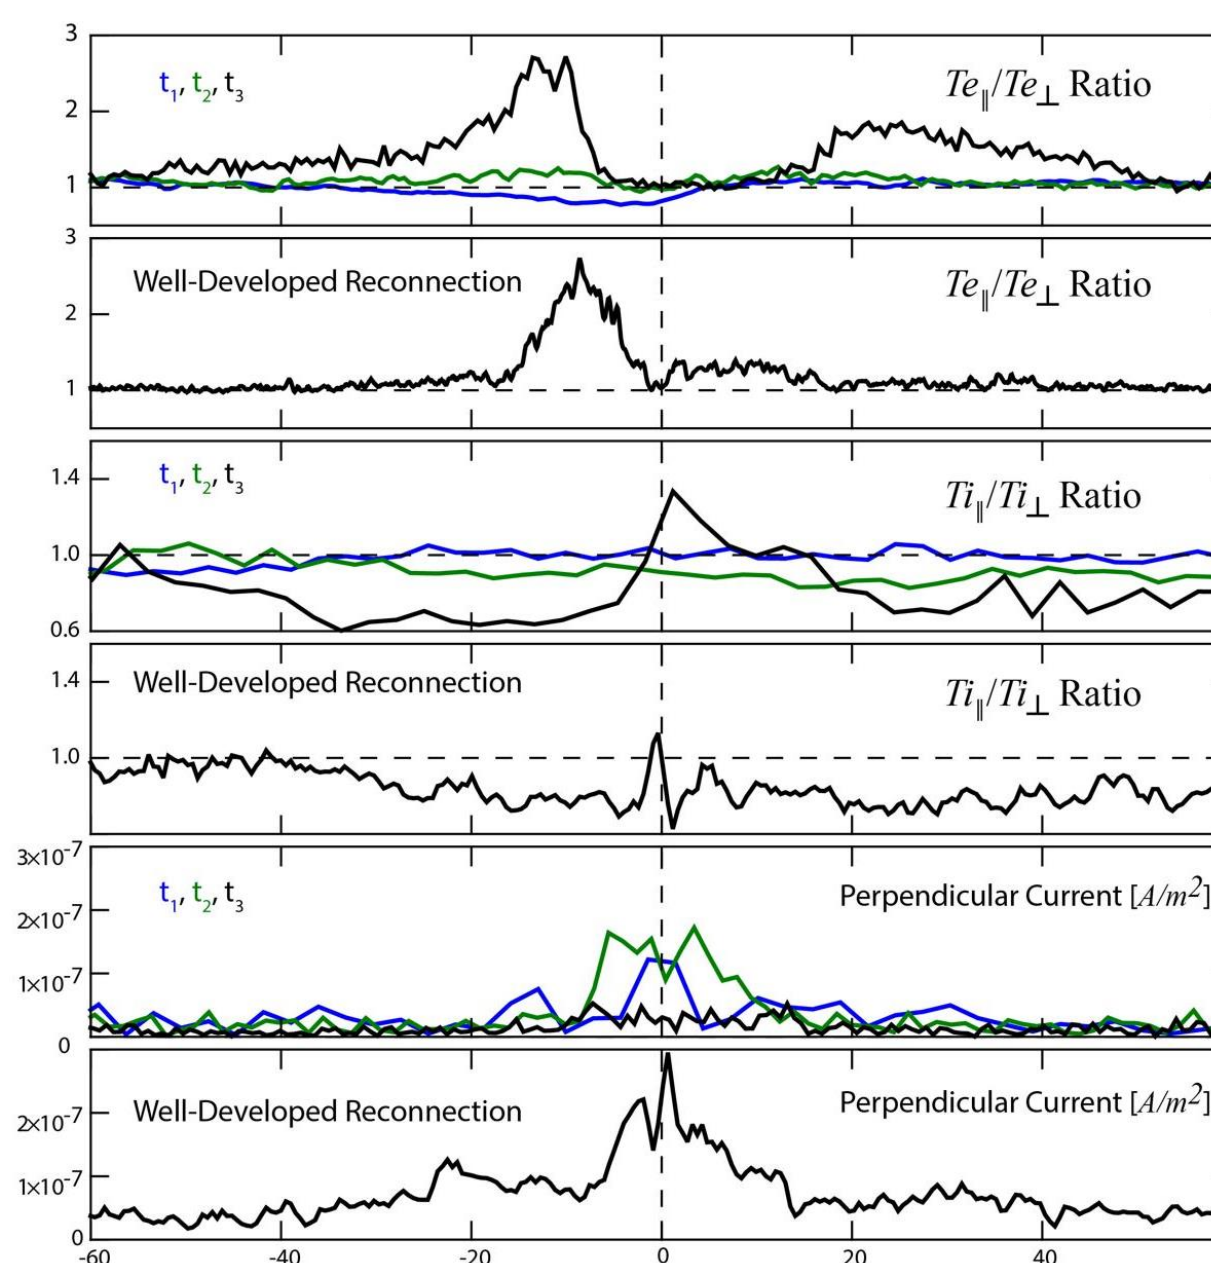 3
t1, t2, t3
Te∥/Te⊥ Ratio
2
1
3
Well-Developed Reconnection
Te∥/Te⊥ Ratio
2
1
t1, t2, t3
1.4
Ti∥/Ti⊥ Ratio
1.0
0.6
Well-Developed Reconnection
1.4
Ti∥/Ti⊥ Ratio
1.0
3×10-7
t1, t2, t3
Perpendicular Current [A/m2]
2×10-7
1×10-7
0
Well-Developed Reconnection
Perpendicular Current [A/m2]
2×10-7
1×10-7
0
-60 -40 -20 0 20 40